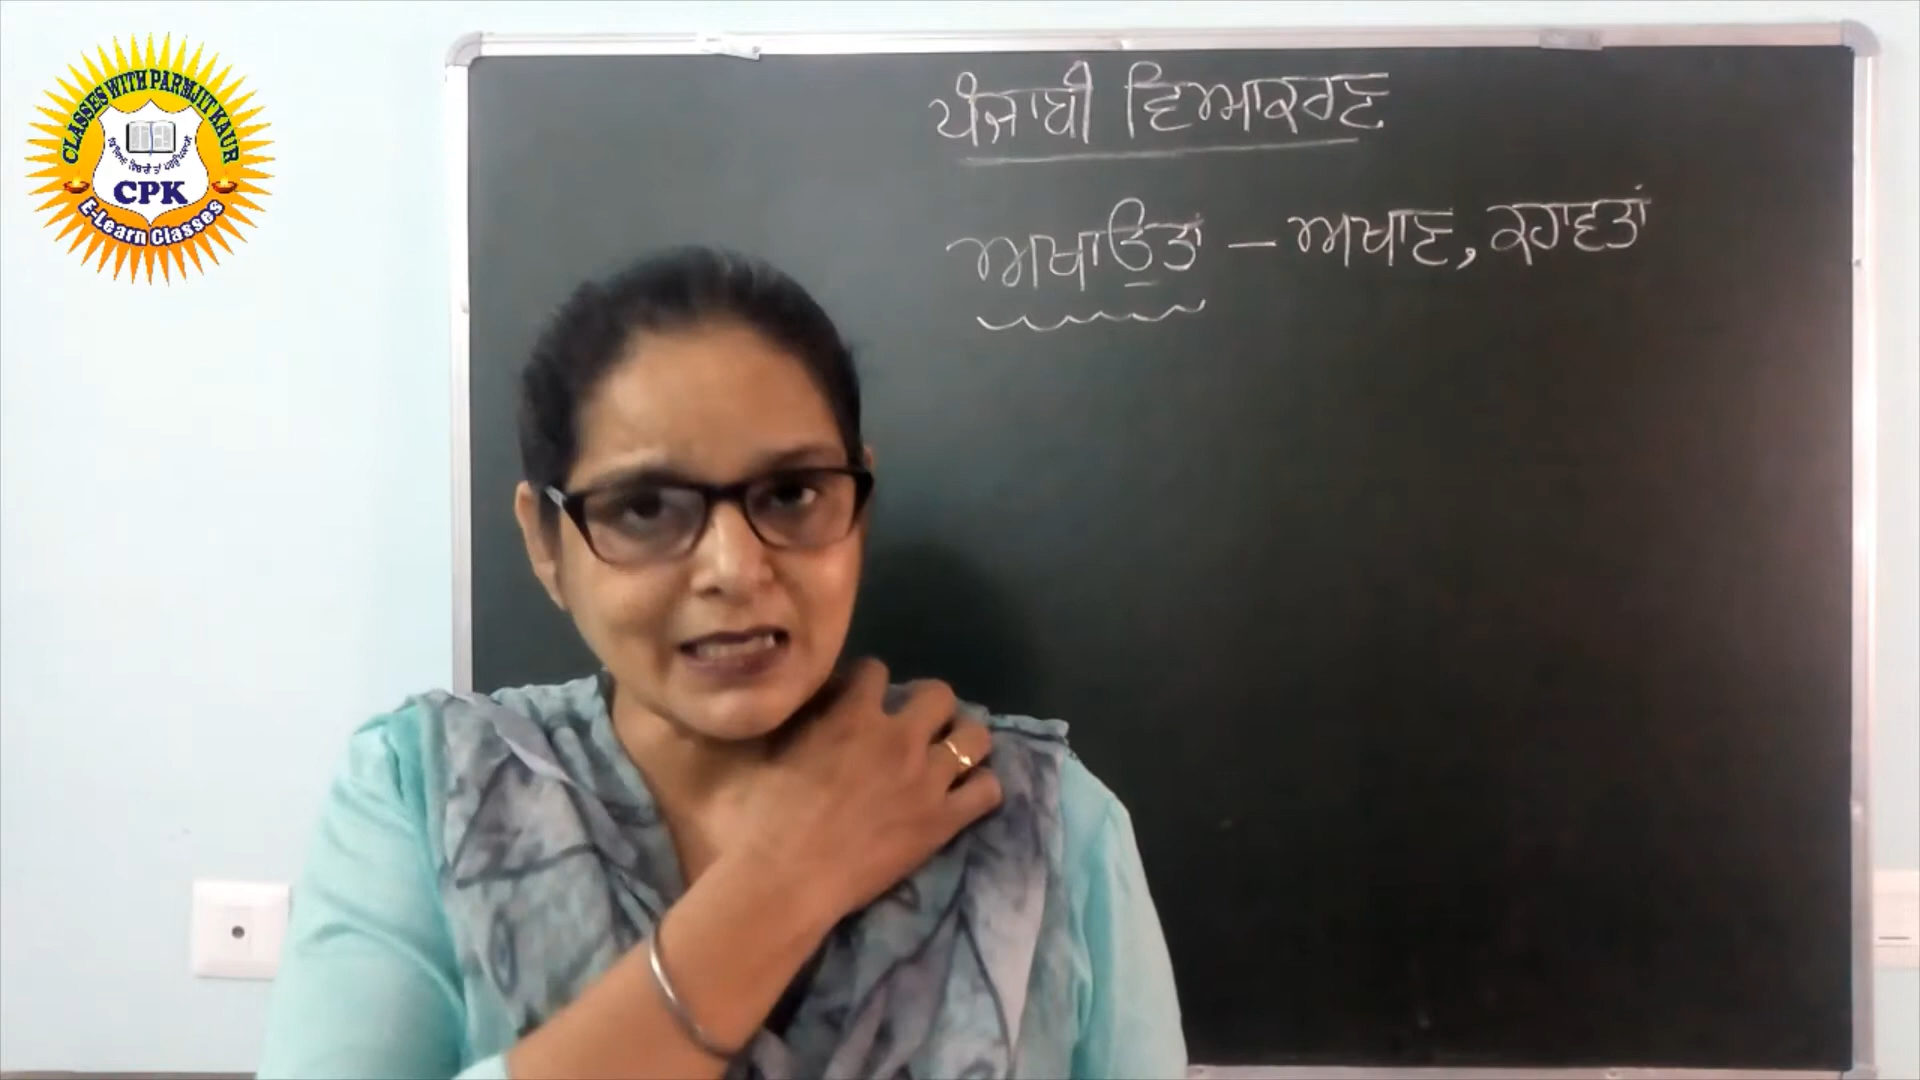 CLASSES WITH PARMJIT KAUR
CPK
E-Learn Classes
ਪੰਜਾਬੀ ਵਿਆਕਰਣ
ਅਖਾਉਤਾਂ – ਅਖਾਣ, ਕਹਾਵਤਾਂ